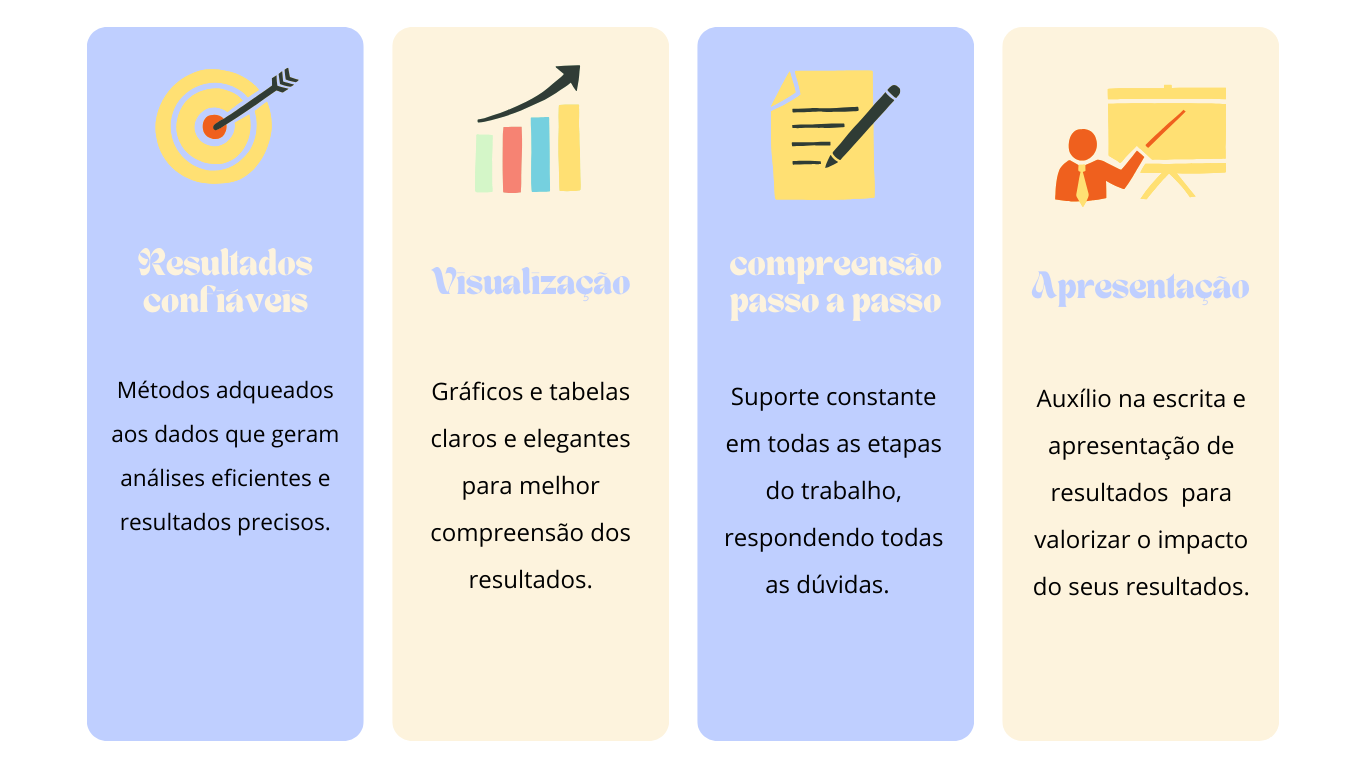 Resultados
confiáveis
Métodos adqueados
aos dados que geram
análises eficientes e
resultados precisos.
Visualização
Gráficos e tabelas
claros e elegantes
para melhor
compreensão dos
resultados.
compreensão
passo a passo
Suporte constante
em todas as etapas
do trabalho,
respondendo todas
as dúvidas.
Apresentação
Auxílio na escrita e
apresentação de
resultados  para
valorizar o impacto
do seus resultados.